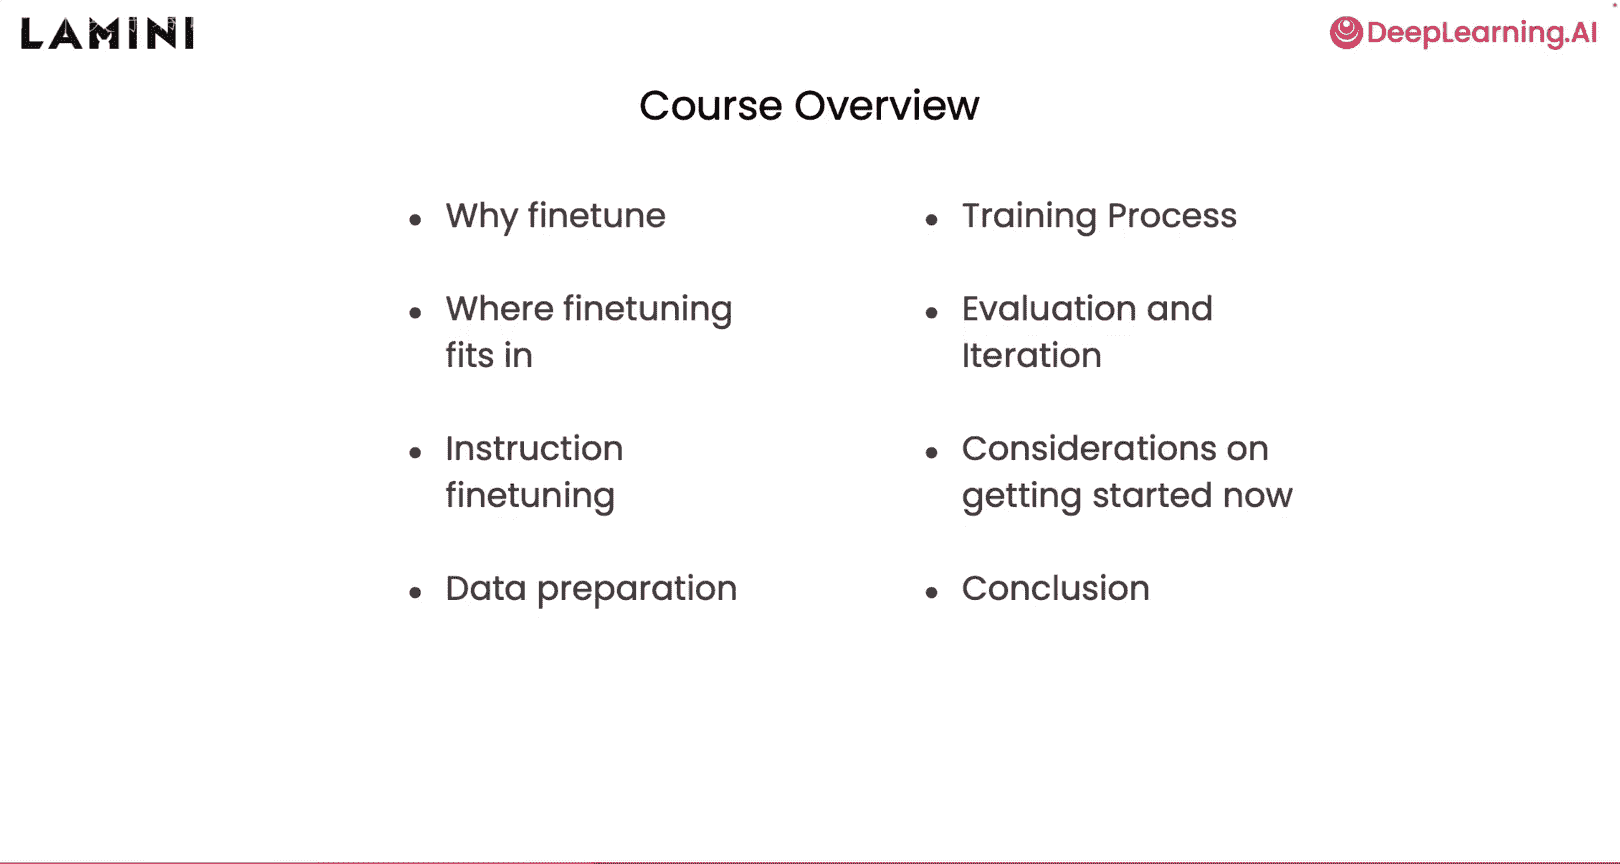 LAMINI
DeepLearning.AI
Course Overview
Why finetune
Where finetuning
fits in
Instruction
finetuning
Data preparation
Training Process
Evaluation and
Iteration
Considerations on
getting started now
Conclusion